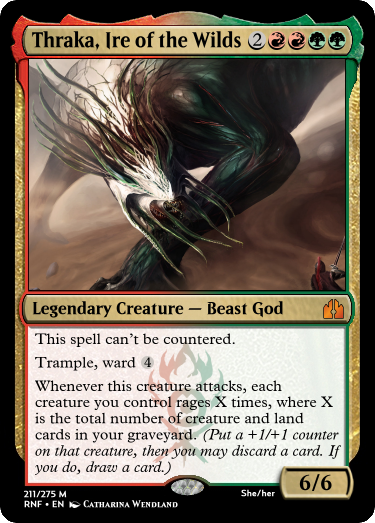 Thraka, Ire of the Wilds 2
Legendary Creature — Beast God
This spell can't be countered.
Trample, ward 4
Whenever this creature attacks, each
creature you control rages X times, where X
is the total number of creature and land
cards in your graveyard. (Put a +1/+1 counter
on that creature, then you may discard a card. If
you do, draw a card.)
6/6
211/275 M
She/her
RNF • EN Catharina Wendland